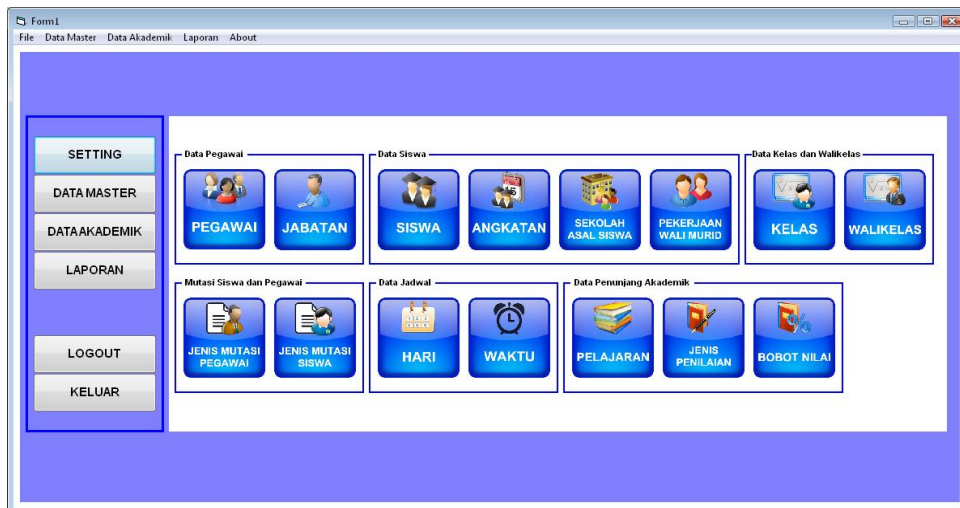 Form1
File Data Master Data Akademik Laporan About
SETTING
DATA MASTER
DATA AKADEMIK
LAPORAN
LOGOUT
KELUAR
Data Pegawai
PEGAWAI
JABATAN
Data Siswa
SISWA
15
ANGKATAN
SEKOLAH
ASAL SISWA
PEKERJAAN
WALI MURID
Data Kelas dan Walikelas
KELAS
WALIKELAS
Mutasi Siswa dan Pegawai
JENIS MUTASI
PEGAWAI
JENIS MUTASI
SISWA
Data Jadwal
HARI
WAKTU
Data Penunjang Akademik
PELAJARAN
JENIS
PENILAIAN
BOBOT NILAI